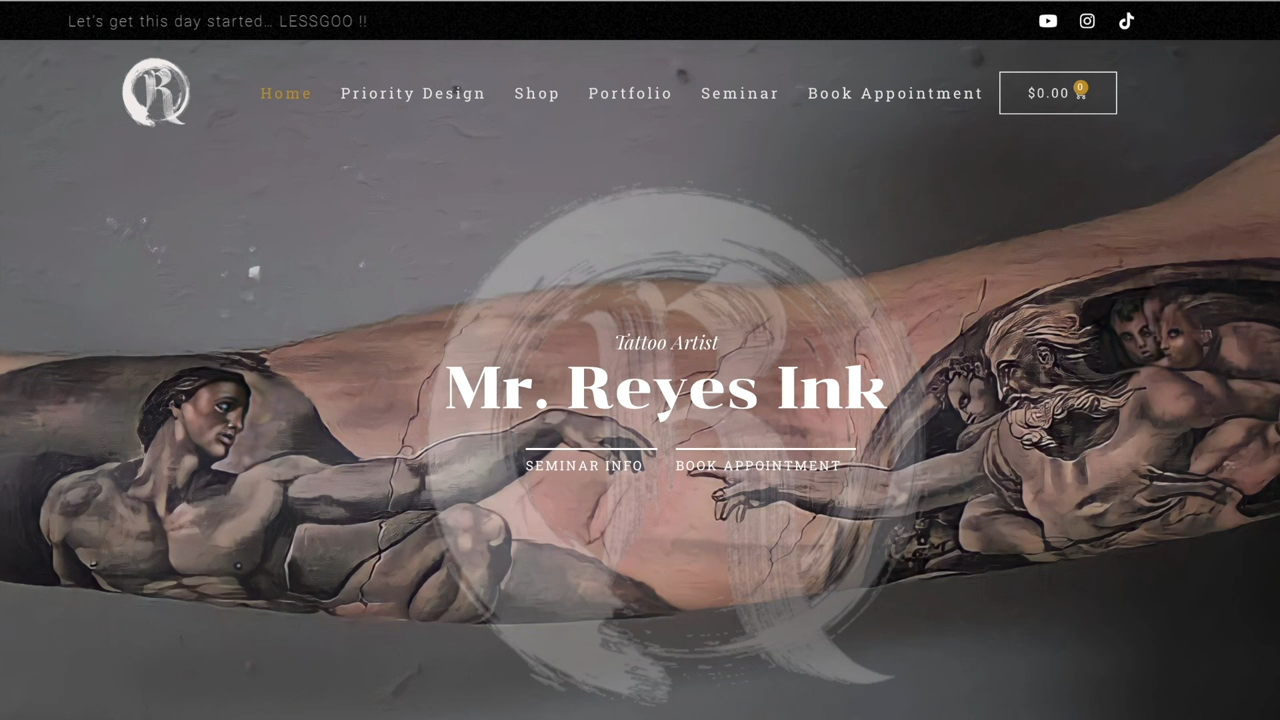 Let's get this day started… LESSGOO !!
R
Home Priority Design Shop Portfolio Seminar Book Appointment $0.00 0
Tattoo Artist
Mr. Reyes Ink
SEMINAR INFO BOOK APPOINTMENT